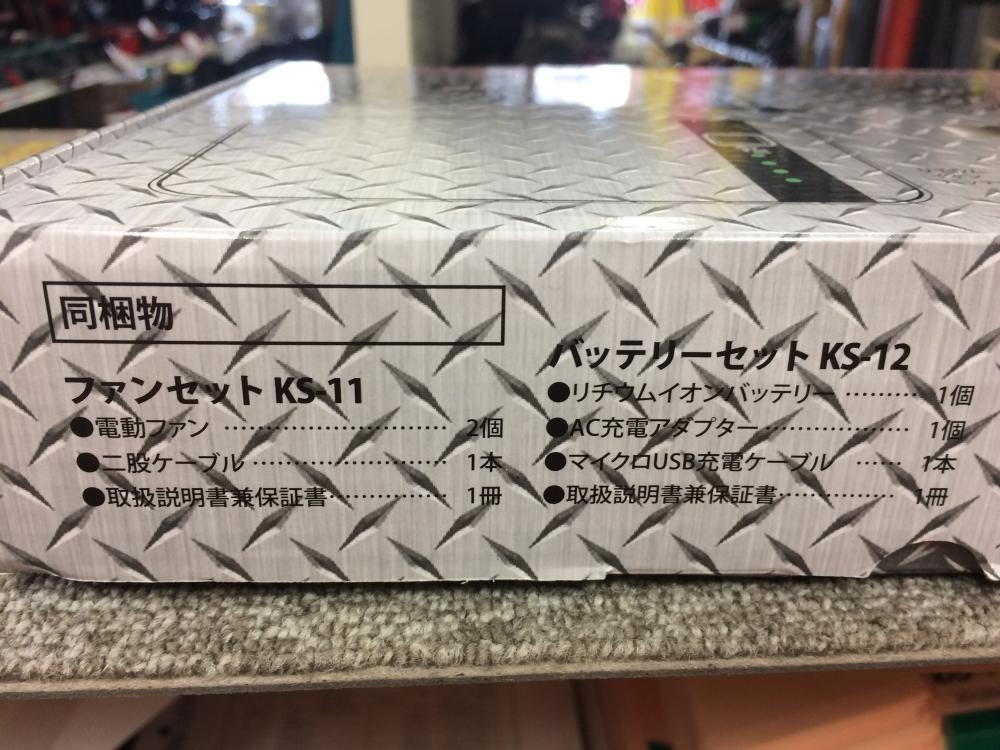 同梱物
ファンセット KS-11
●電動ファン ………………………… 2個
●二股ケーブル …………………… 1本
●取扱説明書兼保証書 ………… 1冊
バッテリーセット KS-12
●リチウムイオンバッテリー ……… 1個
●AC充電アダプター ……………… 1個
●マイクロUSB充電ケーブル …… 1本
●取扱説明書兼保証書 ………… 1冊